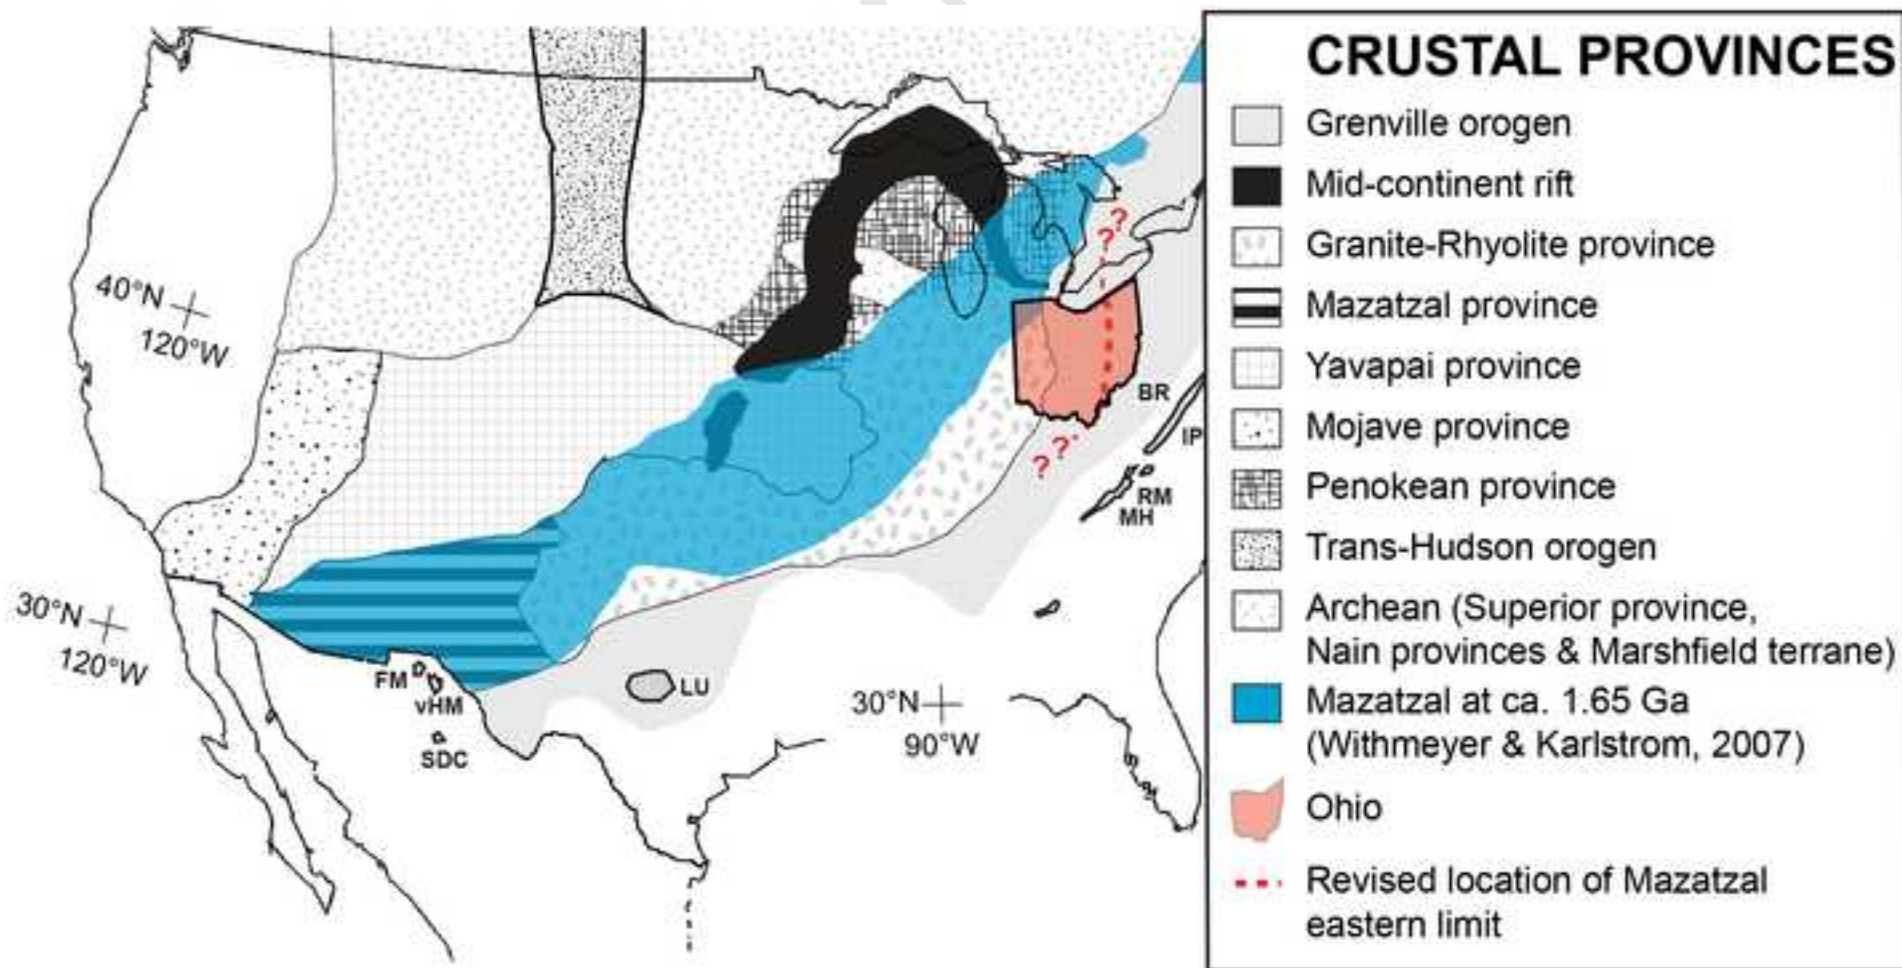 CRUSTAL PROVINCES
Grenville orogen
Mid-continent rift
Granite-Rhyolite province
Mazatzal province
Yavapai province
Mojave province
Penokean province
Trans-Hudson orogen
Archean (Superior province,
Nain provinces & Marshfield terrane)
Mazatzal at ca. 1.65 Ga
(Withmeyer & Karlstrom, 2007)
Ohio
Revised location of Mazatzal
eastern limit
40°N
120°W
30°N
120°W
30°N
90°W
?
?
?
?
BR
IP
RM
MH
FM
vHM
SDC
LU